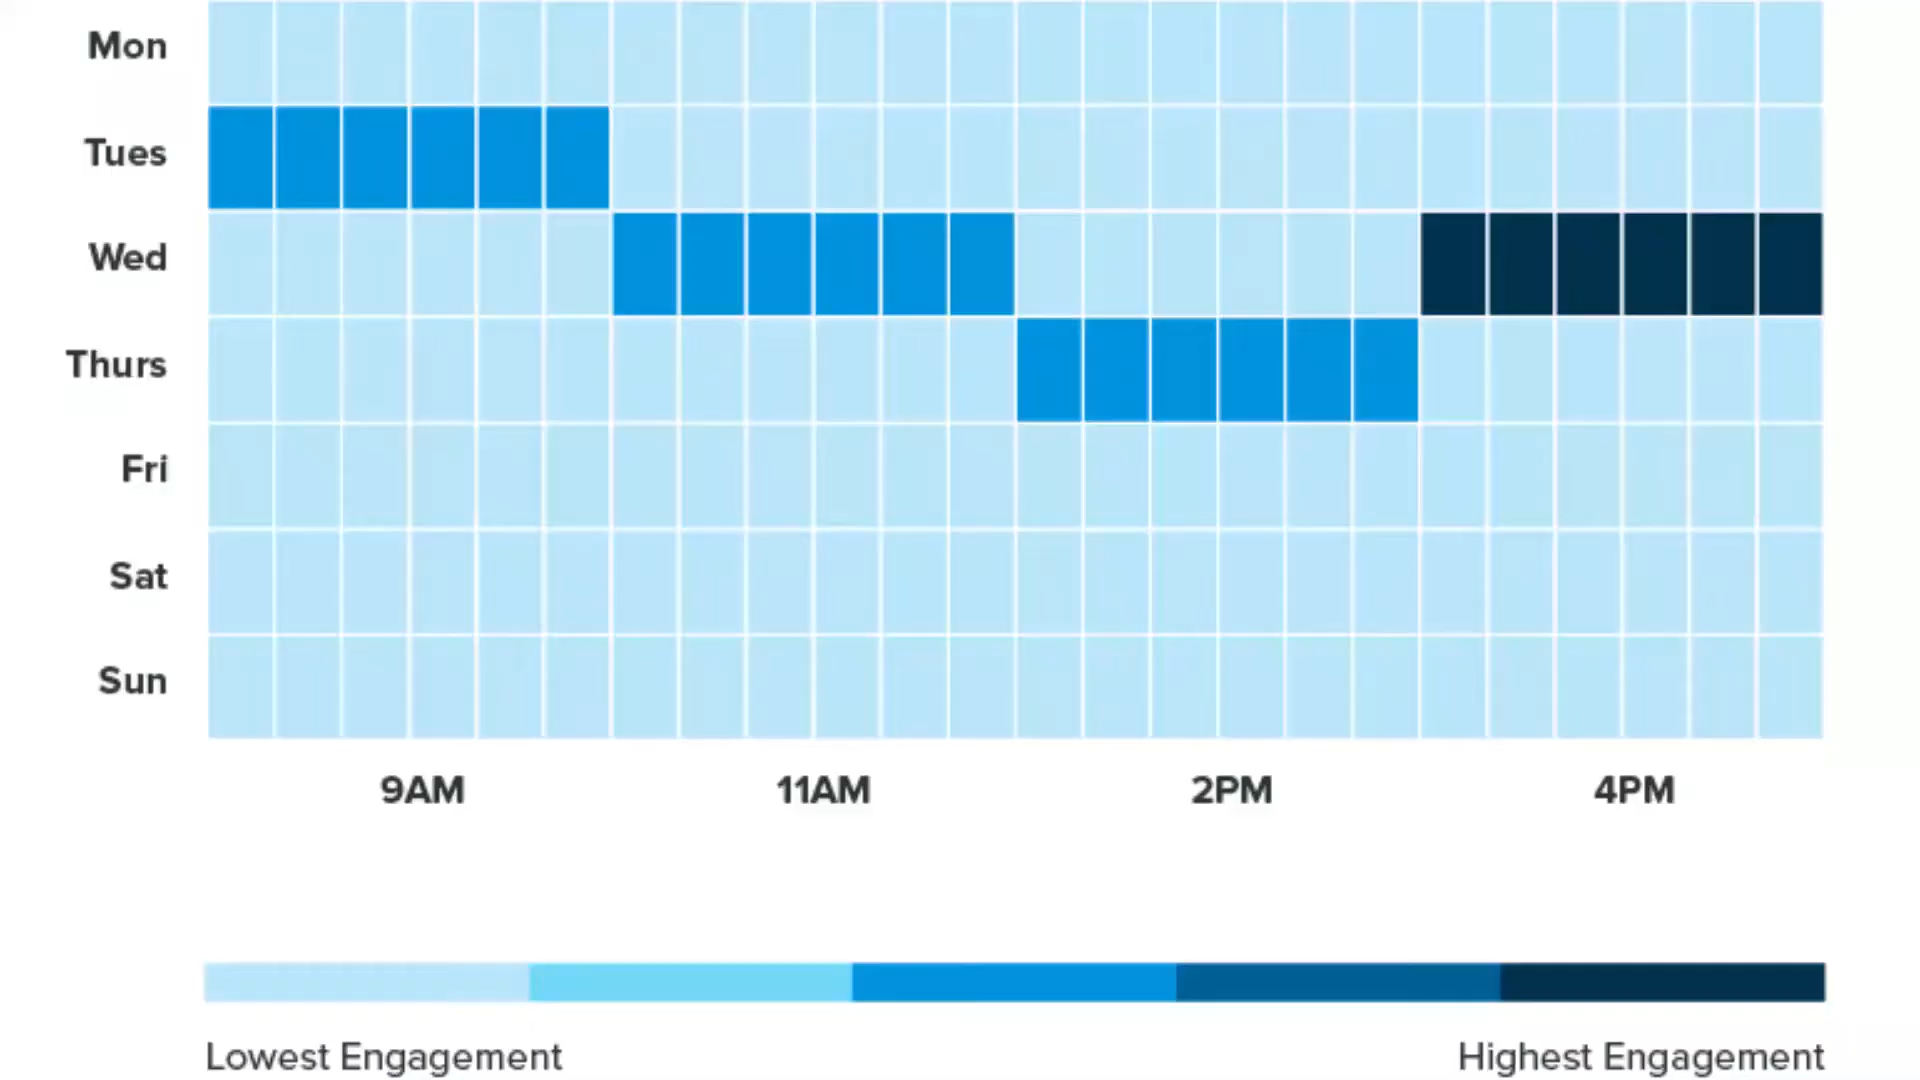 Mon
Tues
Wed
Thurs
Fri
Sat
Sun
9AM 11AM 2PM 4PM
Lowest Engagement Highest Engagement